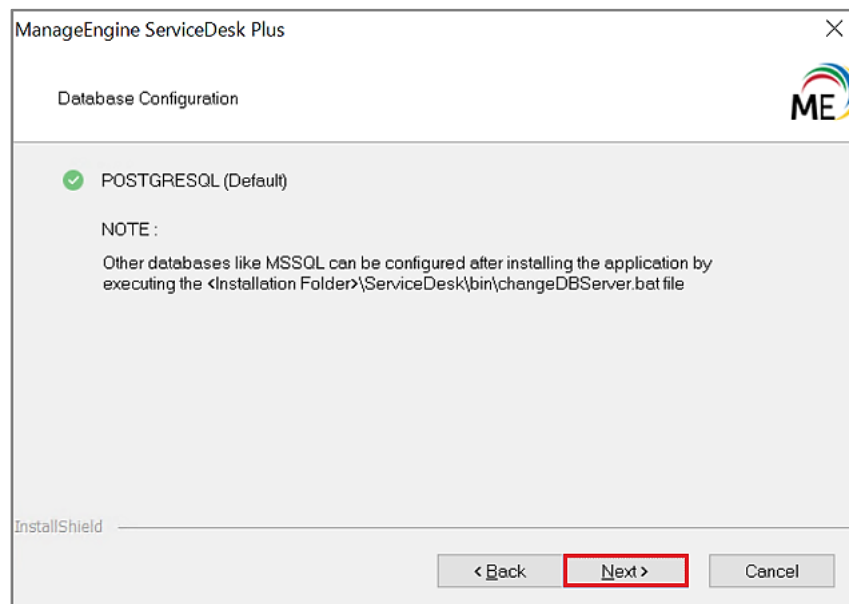 ManageEngine ServiceDesk Plus
Database Configuration
ME
POSTGRESQL (Default)
NOTE :
Other databases like MSSQL can be configured after installing the application by
executing the <Installation Folder>\ServiceDesk\bin\changeDBServer.bat file
InstallShield
< Back
Next >
Cancel